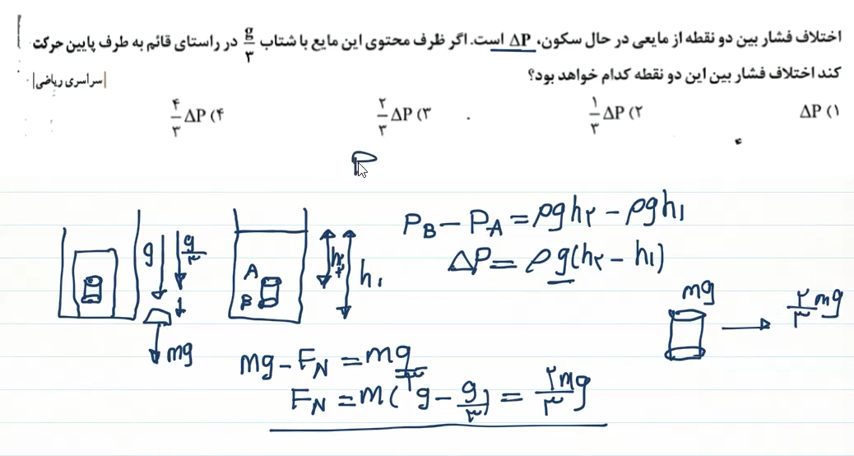 اختلاف فشار بین دو نقطه از مایعی در حال سکون، ΔP است. اگر ظرف محتوی این مایع با شتاب g/۳ در راستای قائم به طرف پایین حرکت
کند اختلاف فشار بین این دو نقطه کدام خواهد بود؟ |سراسری ریاضی|
۱) ΔP ۲) ۱/۳ ΔP ۳) ۲/۳ ΔP ۴) ۴/۳ ΔP
P
P_B - P_A = ρgh₂ - ρgh₁
ΔP = ρg(h₂ - h₁)
g g/۳ A B h₂ h₁
mg → ۲/۳ mg
mg
mg - F_N = mg/۳
F_N = m(g - g/۳) = ۲mg/۳